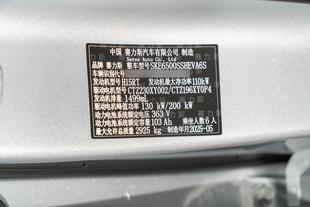 中国 赛力斯汽车有限公司 制造
Seres Auto Co., Ltd.
品牌 赛力斯 整车型号 SKE6500SSHEVA6S
车辆识别代号
发动机型号 H15RT 发动机最大净功率 110kW
驱动电机型号 CTZ230XY002/CTZ196XY0P4
发动机排量 1499mL
驱动电机峰值功率 130 kW/200 kW
动力电池系统额定电压 363 V
动力电池系统额定容量 103 Ah 乘坐人数 6人
最大允许总质量 2925 kg 制造年月 2025-05